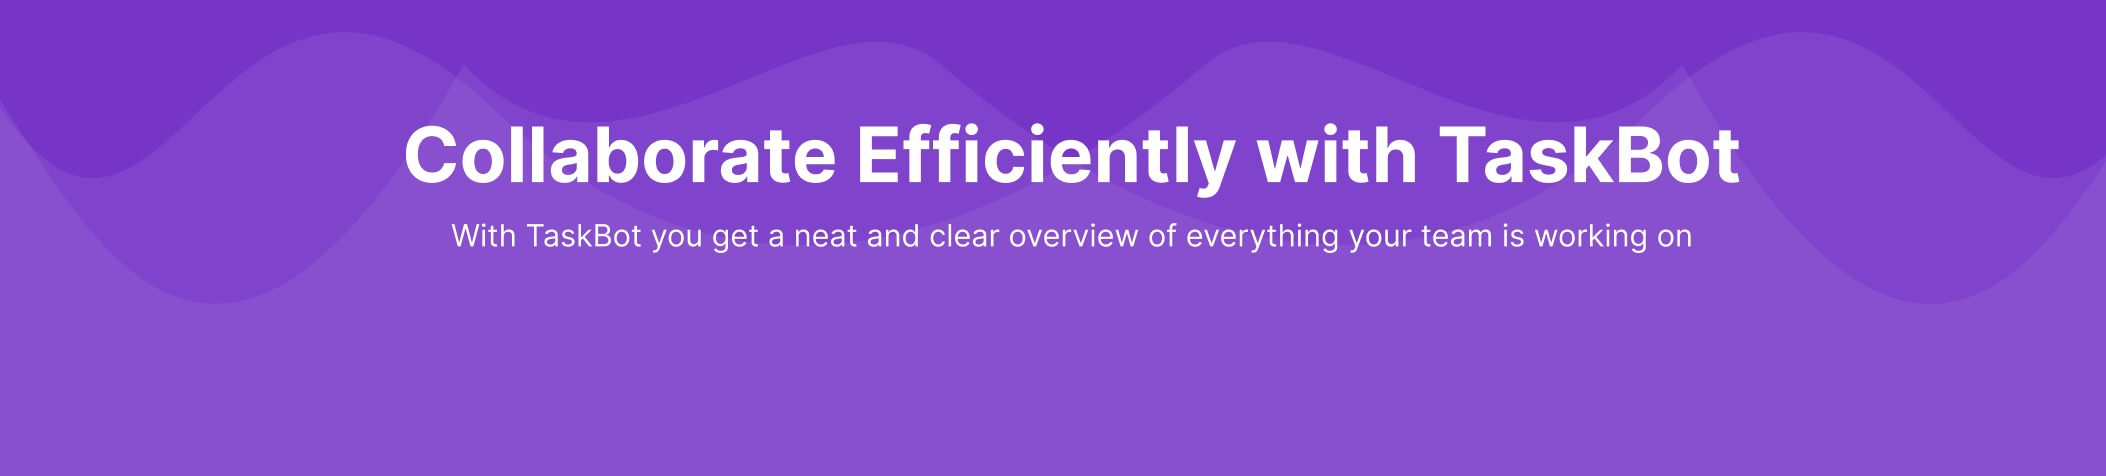 Collaborate Efficiently with TaskBot
With TaskBot you get a neat and clear overview of everything your team is working on